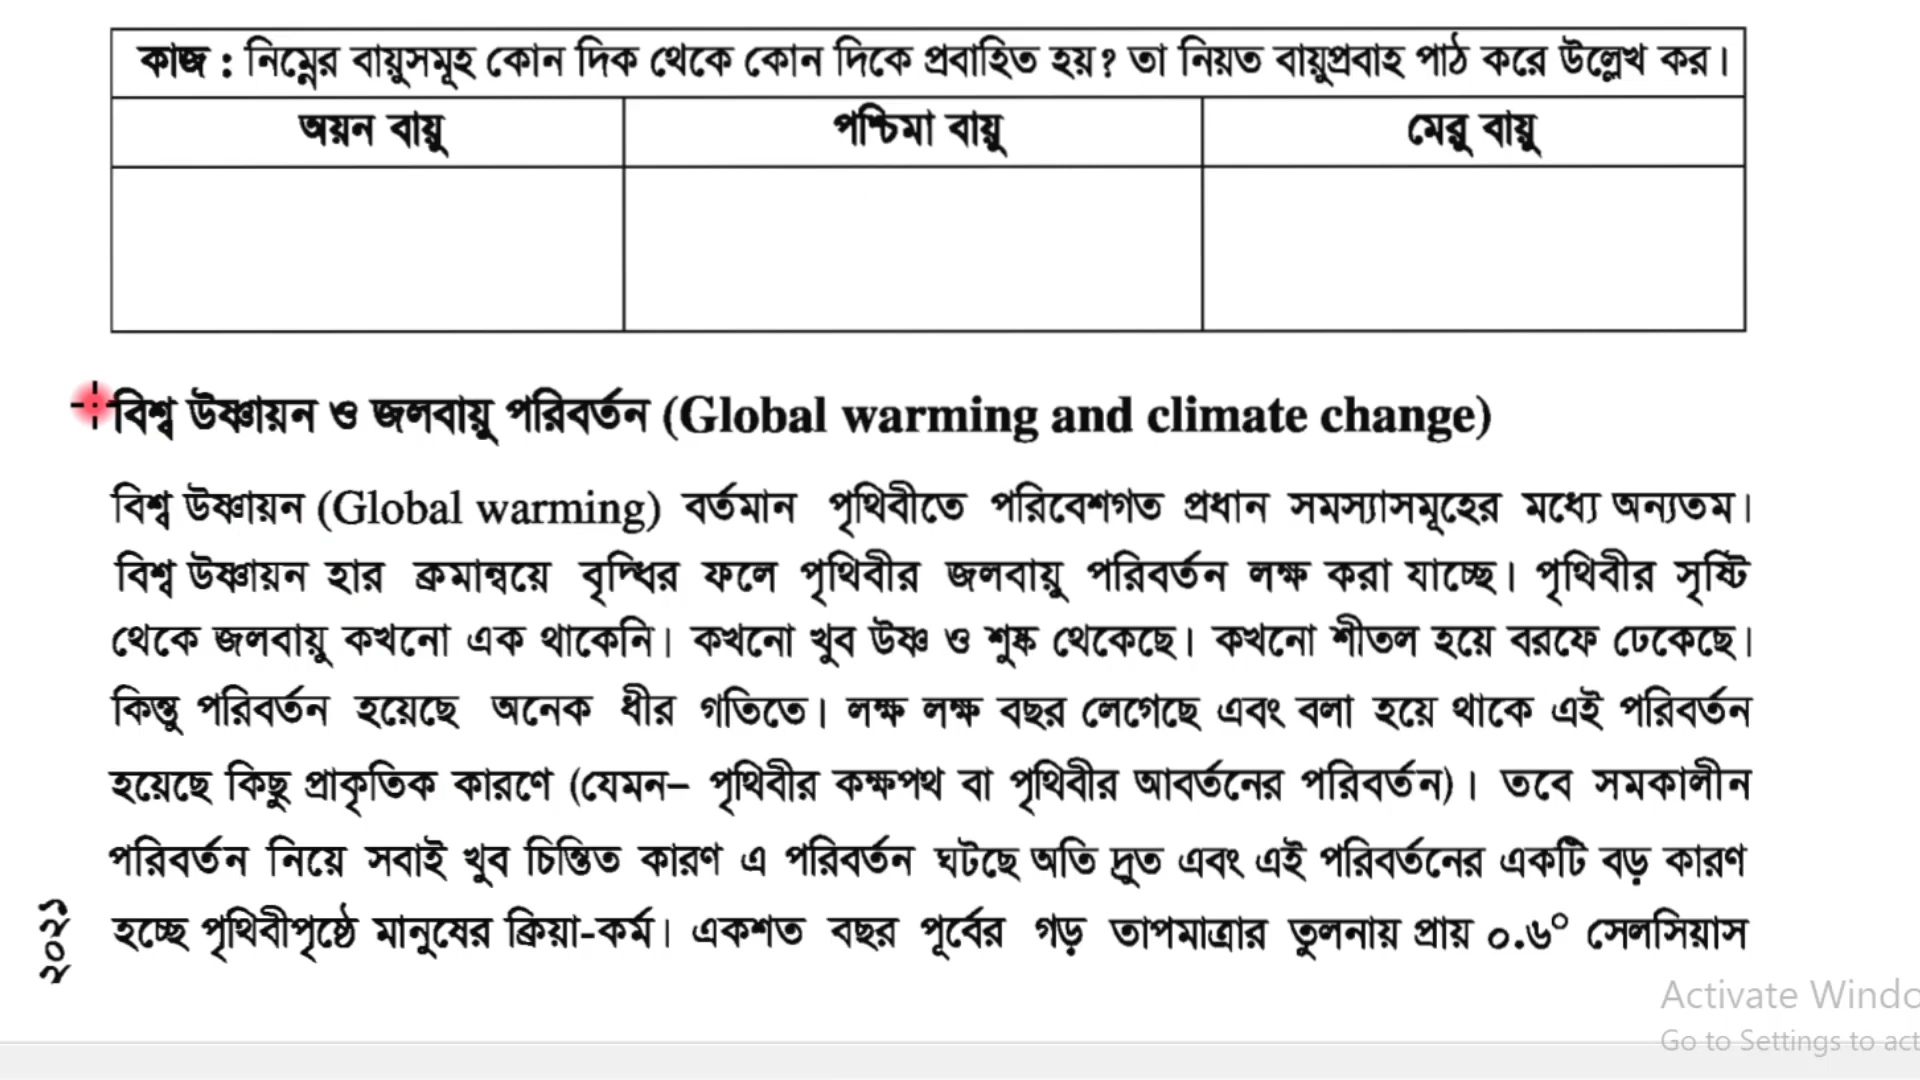 কাজ : নিম্নের বায়ুসমূহ কোন দিক থেকে কোন দিকে প্রবাহিত হয়? তা নিয়ত বায়ুপ্রবাহ পাঠ করে উল্লেখ কর।
অয়ন বায়ু পশ্চিমা বায়ু মেরু বায়ু
বিশ্ব উষ্ণায়ন ও জলবায়ু পরিবর্তন (Global warming and climate change)
বিশ্ব উষ্ণায়ন (Global warming) বর্তমান পৃথিবীতে পরিবেশগত প্রধান সমস্যাসমূহের মধ্যে অন্যতম।
বিশ্ব উষ্ণায়ন হার ক্রমান্বয়ে বৃদ্ধির ফলে পৃথিবীর জলবায়ু পরিবর্তন লক্ষ করা যাচ্ছে। পৃথিবীর সৃষ্টি
থেকে জলবায়ু কখনো এক থাকেনি। কখনো খুব উষ্ণ ও শুষ্ক থেকেছে। কখনো শীতল হয়ে বরফে ঢেকেছে।
কিন্তু পরিবর্তন হয়েছে অনেক ধীর গতিতে। লক্ষ লক্ষ বছর লেগেছে এবং বলা হয়ে থাকে এই পরিবর্তন
হয়েছে কিছু প্রাকৃতিক কারণে (যেমন– পৃথিবীর কক্ষপথ বা পৃথিবীর আবর্তনের পরিবর্তন)। তবে সমকালীন
পরিবর্তন নিয়ে সবাই খুব চিন্তিত কারণ এ পরিবর্তন ঘটছে অতি দ্রুত এবং এই পরিবর্তনের একটি বড় কারণ
হচ্ছে পৃথিবীপৃষ্ঠে মানুষের ক্রিয়া-কর্ম। একশত বছর পূর্বের গড় তাপমাত্রার তুলনায় প্রায় ০.৬° সেলসিয়াস
২০২১
Activate Windo
Go to Settings to act